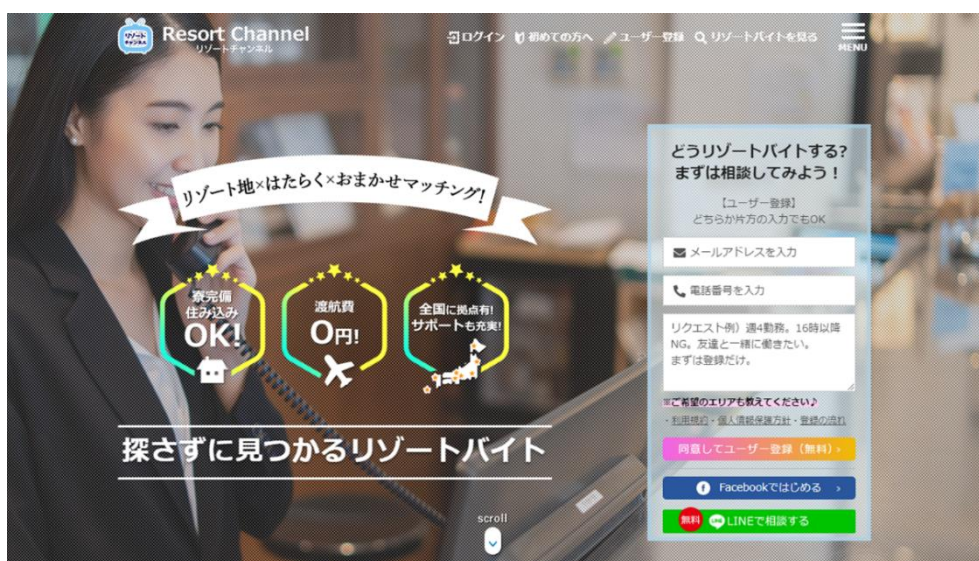 リゾート
チャンネル
Resort Channel
リゾートチャンネル
ログイン 初めての方へ ユーザー登録 リゾートバイトを見る
MENU
リゾート地×はたらく×おまかせマッチング!
寮完備
住み込み
OK!
渡航費
0円!
全国に拠点有!
サポートも充実!
探さずに見つかるリゾートバイト
scroll
どうリゾートバイトする?
まずは相談してみよう！
【ユーザー登録】
どちらか片方の入力でもOK
メールアドレスを入力
電話番号を入力
リクエスト例）週4勤務。16時以降
NG。友達と一緒に働きたい。
まずは登録だけ。
※ご希望のエリアも教えてください♪
・利用規約・個人情報保護方針・登録の流れ
同意してユーザー登録（無料）›
f Facebookではじめる ›
無料 LINE LINEで相談する